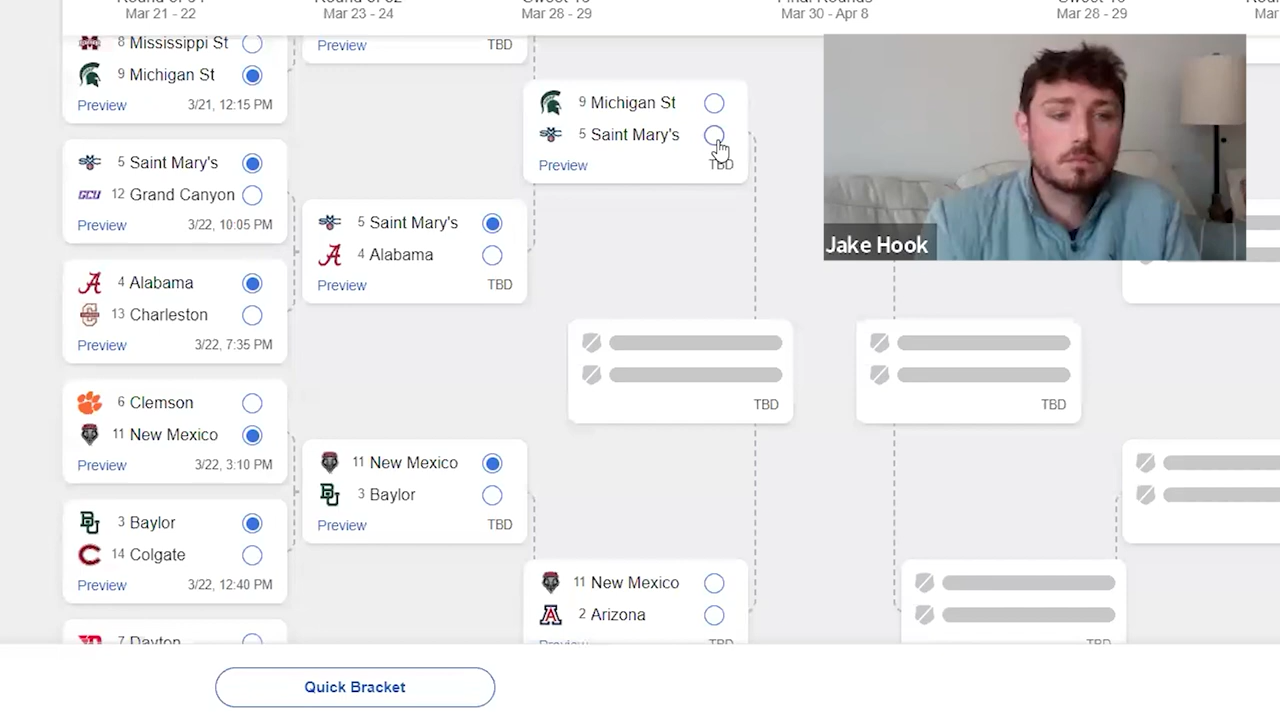 Mar 21 - 22
Mar 23 - 24
Mar 28 - 29
Mar 30 - Apr 8
Mar 28 - 29
Mar
8 Mississippi St
9 Michigan St
Preview 3/21, 12:15 PM
5 Saint Mary's
GCU 12 Grand Canyon
Preview 3/22, 10:05 PM
4 Alabama
13 Charleston
Preview 3/22, 7:35 PM
6 Clemson
11 New Mexico
Preview 3/22, 3:10 PM
3 Baylor
14 Colgate
Preview 3/22, 12:40 PM
7 Dayton
Preview TBD
5 Saint Mary's
4 Alabama
Preview TBD
11 New Mexico
3 Baylor
Preview TBD
9 Michigan St
5 Saint Mary's
Preview TBD
11 New Mexico
2 Arizona
Preview TBD
TBD
TBD
TBD
Jake Hook
Quick Bracket